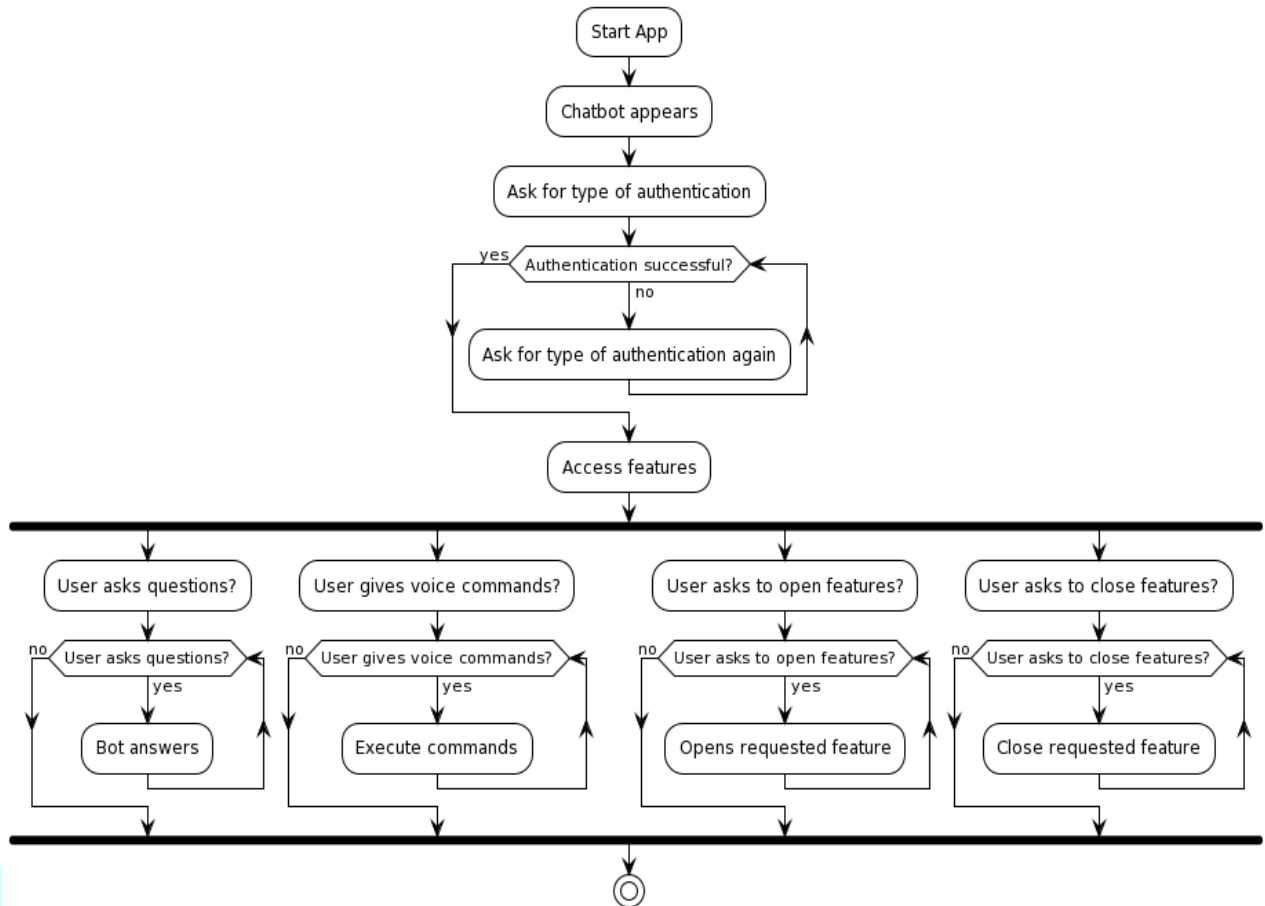 Start App
Chatbot appears
Ask for type of authentication
yes
Authentication successful?
no
Ask for type of authentication again
Access features
User asks questions?
User gives voice commands?
User asks to open features?
User asks to close features?
no
User asks questions?
no
User gives voice commands?
no
User asks to open features?
no
User asks to close features?
yes
yes
yes
yes
Bot answers
Execute commands
Opens requested feature
Close requested feature